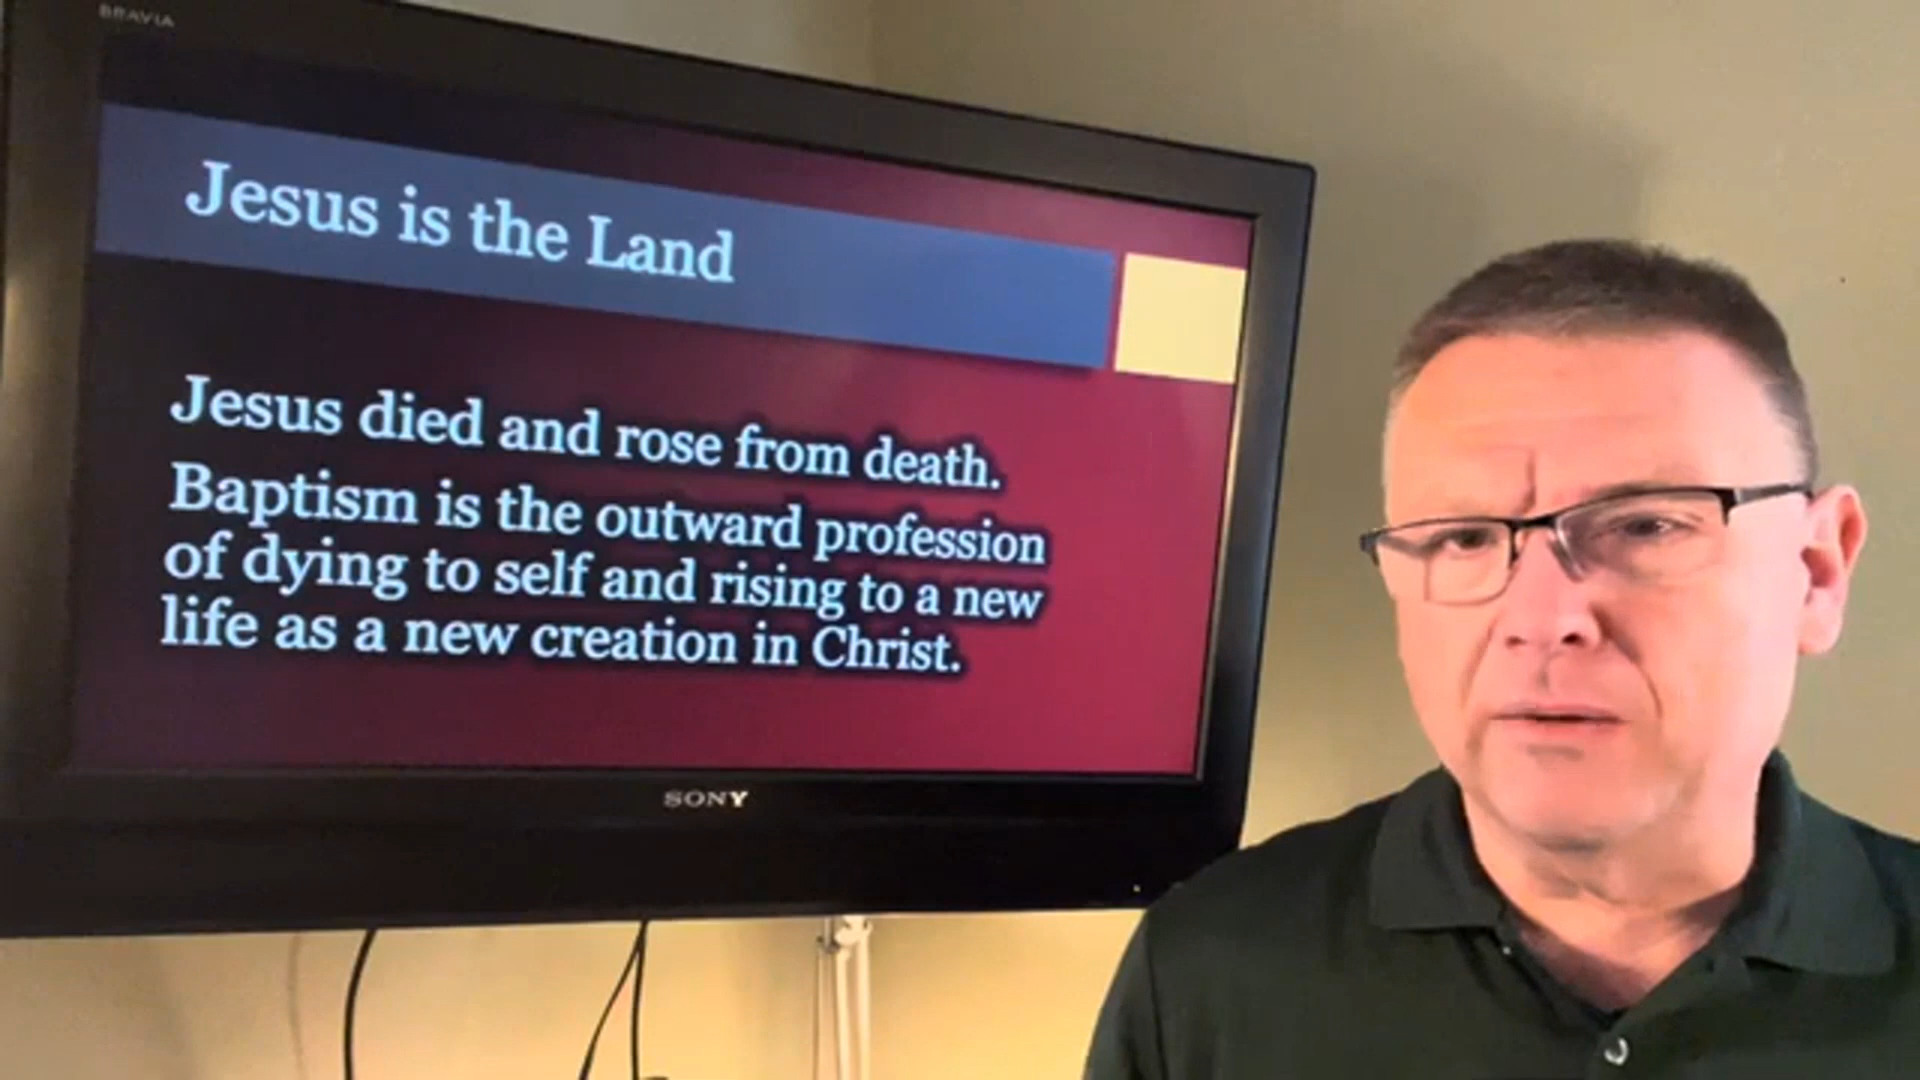 BRAVIA
Jesus is the Land
Jesus died and rose from death.
Baptism is the outward profession
of dying to self and rising to a new
life as a new creation in Christ.
SONY